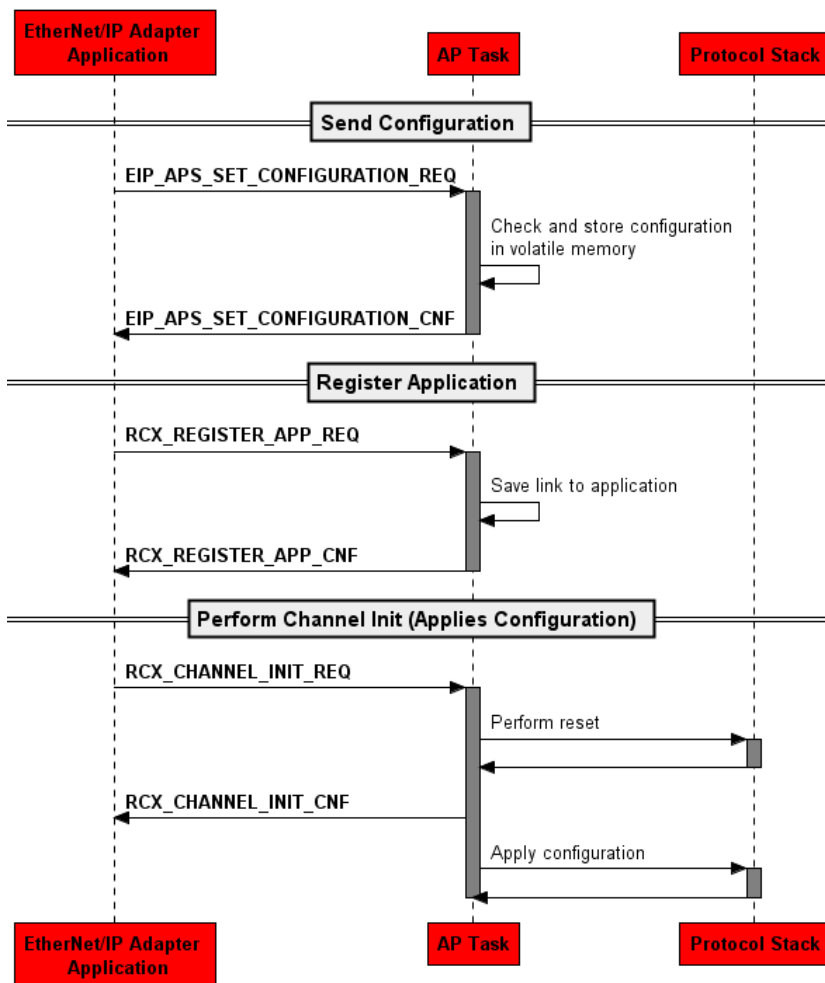 EtherNet/IP Adapter
Application
AP Task
Protocol Stack
Send Configuration
EIP_APS_SET_CONFIGURATION_REQ
Check and store configuration
in volatile memory
EIP_APS_SET_CONFIGURATION_CNF
Register Application
RCX_REGISTER_APP_REQ
Save link to application
RCX_REGISTER_APP_CNF
Perform Channel Init (Applies Configuration)
RCX_CHANNEL_INIT_REQ
Perform reset
RCX_CHANNEL_INIT_CNF
Apply configuration
EtherNet/IP Adapter
Application
AP Task
Protocol Stack